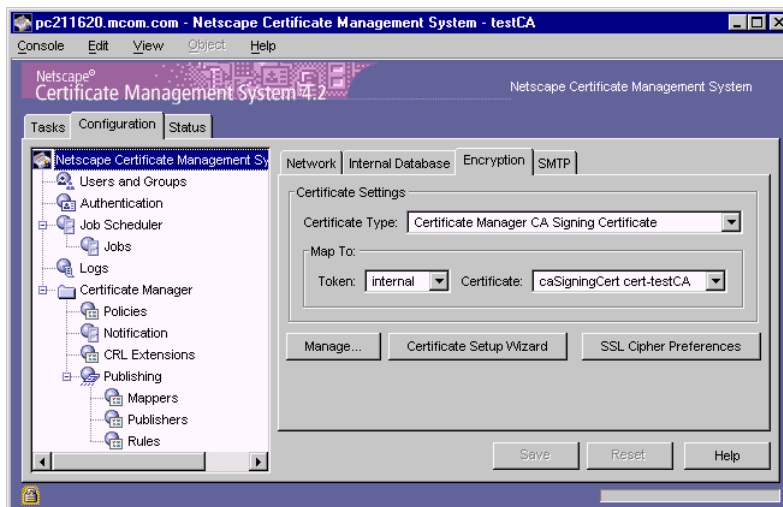 pc211620.mcom.com - Netscape Certificate Management System - testCA
Console Edit View Object Help
Netscape®
Certificate Management System 4.2
Netscape Certificate Management System
Tasks Configuration Status
Netscape Certificate Management Sy
Users and Groups
Authentication
Job Scheduler
Jobs
Logs
Certificate Manager
Policies
Notification
CRL Extensions
Publishing
Mappers
Publishers
Rules
Network Internal Database Encryption SMTP
Certificate Settings
Certificate Type: Certificate Manager CA Signing Certificate
Map To:
Token: internal Certificate: caSigningCert cert-testCA
Manage... Certificate Setup Wizard SSL Cipher Preferences
Save Reset Help